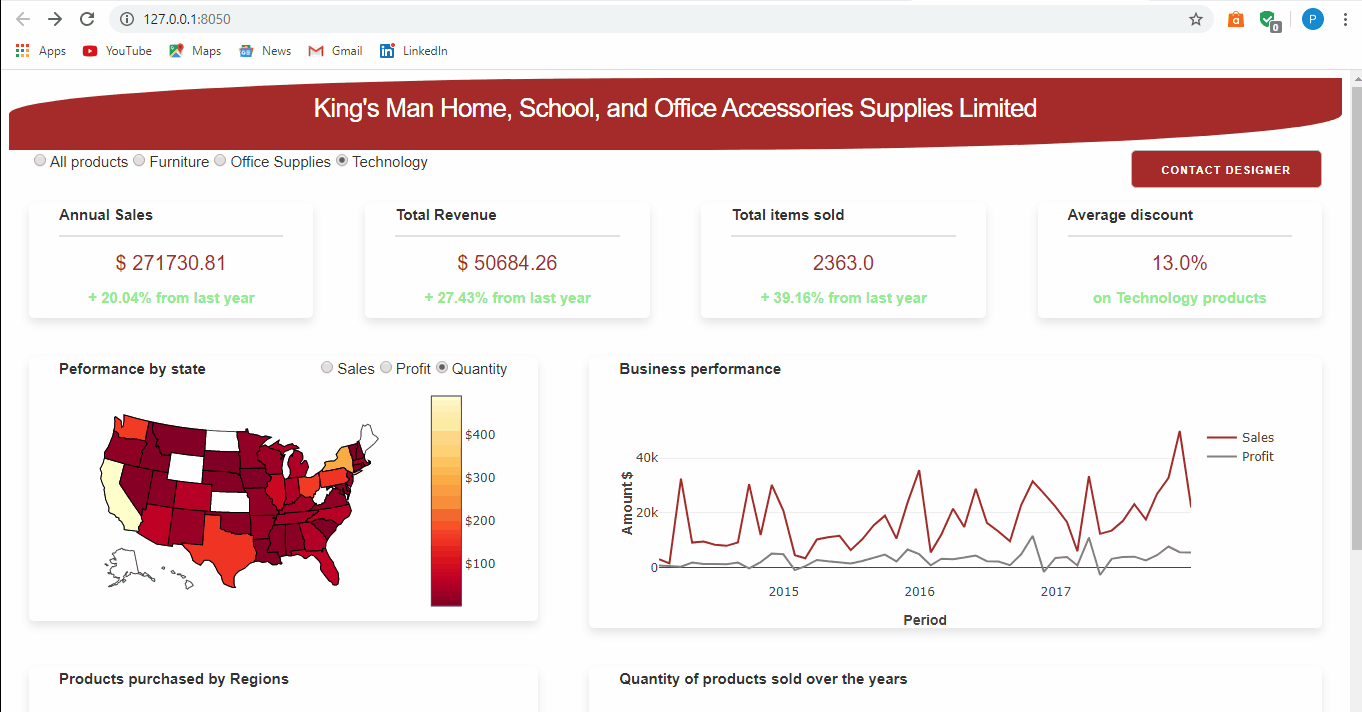 127.0.0.1:8050
Apps YouTube Maps News Gmail LinkedIn
a 0 P
King's Man Home, School, and Office Accessories Supplies Limited
All products Furniture Office Supplies Technology
CONTACT DESIGNER
Annual Sales
$ 271730.81
+ 20.04% from last year
Total Revenue
$ 50684.26
+ 27.43% from last year
Total items sold
2363.0
+ 39.16% from last year
Average discount
13.0%
on Technology products
Peformance by state
Sales Profit Quantity
$400
$300
$200
$100
Business performance
Sales
Profit
Amount $
40k
20k
0
2015 2016 2017
Period
Products purchased by Regions
Quantity of products sold over the years